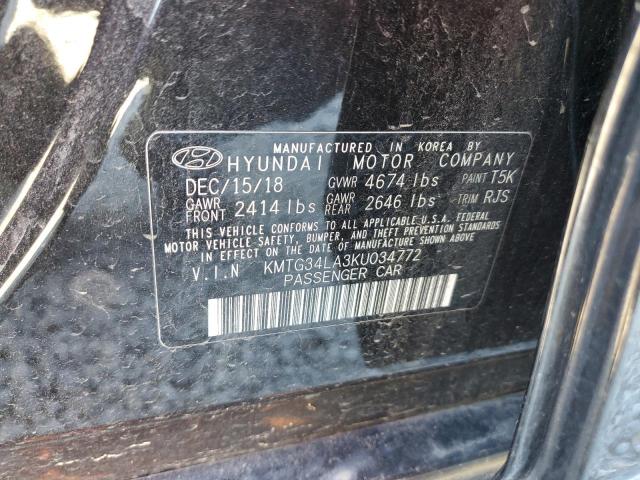 MANUFACTURED IN KOREA BY
HYUNDAI MOTOR COMPANY
DEC/15/18 GVWR 4674 lbs PAINT T5K
GAWR FRONT 2414 lbs GAWR REAR 2646 lbs TRIM RJS
THIS VEHICLE CONFORMS TO ALL APPLICABLE U.S.A. FEDERAL
MOTOR VEHICLE SAFETY, BUMPER, AND THEFT PREVENTION STANDARDS
IN EFFECT ON THE DATE OF MANUFACTURE SHOWN ABOVE.
V.I.N KMTG34LA3KU034772
PASSENGER CAR